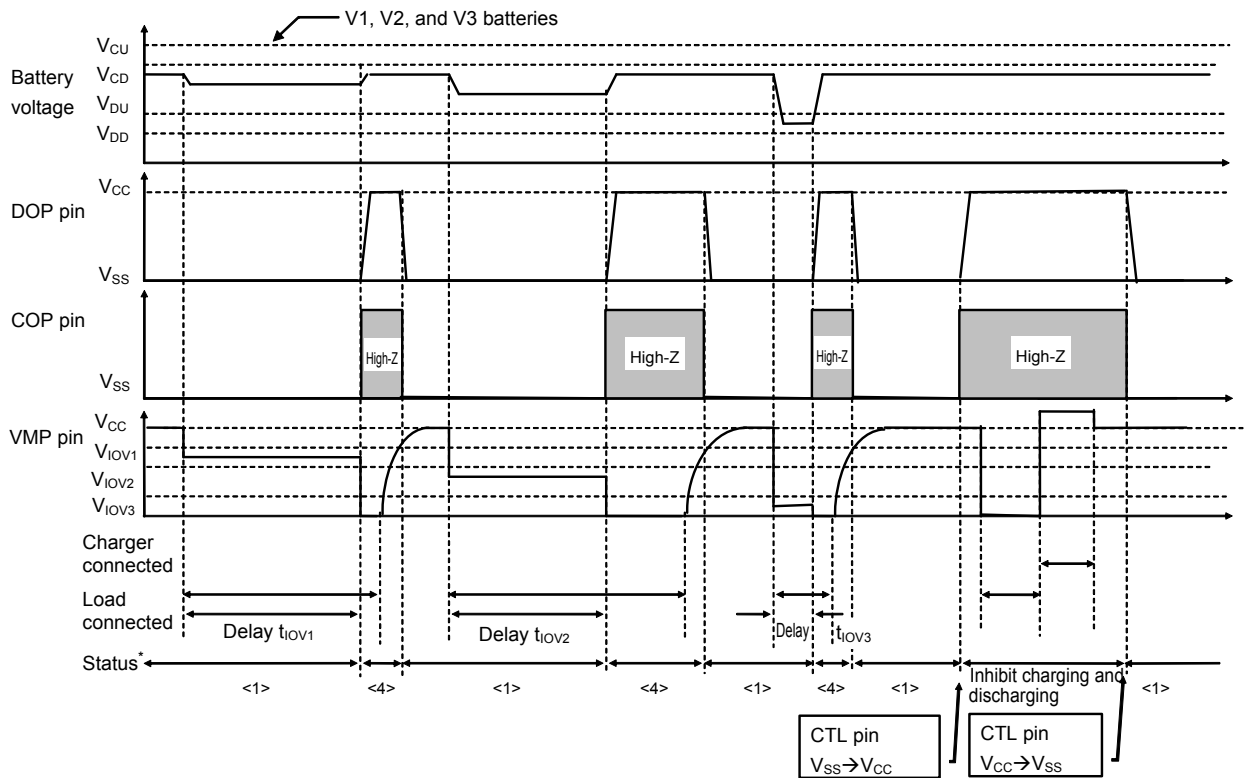 V1, V2, and V3 batteries
VCU
VCD
Battery
voltage
VDU
VDD
VCC
DOP pin
VSS
COP pin
High-Z
High-Z
High-Z
High-Z
VSS
VCC
VMP pin
VIOV1
VIOV2
VIOV3
Charger
connected
Load
connected
Delay tIOV1
Delay tIOV2
Delay
tIOV3
Status*
<1>
<4>
<1>
<4>
<1>
<4>
<1>
Inhibit charging and
discharging
<1>
CTL pin
VSS→VCC
CTL pin
VCC→VSS